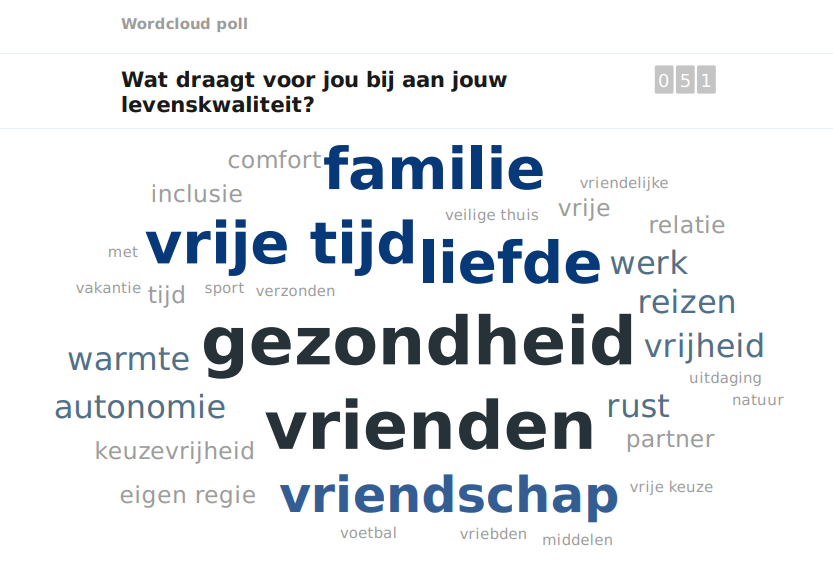 Wordcloud poll
Wat draagt voor jou bij aan jouw
levenskwaliteit?
051
comfort familie
vriendelijke
inclusie
veilige thuis vrije
relatie
met vrije tijd liefde werk
vakantie tijd sport verzonden
reizen
gezondheid vrijheid
warmte
uitdaging
natuur
autonomie vrienden rust
keuzevrijheid partner
eigen regie vriendschap vrije keuze
voetbal vriebden middelen